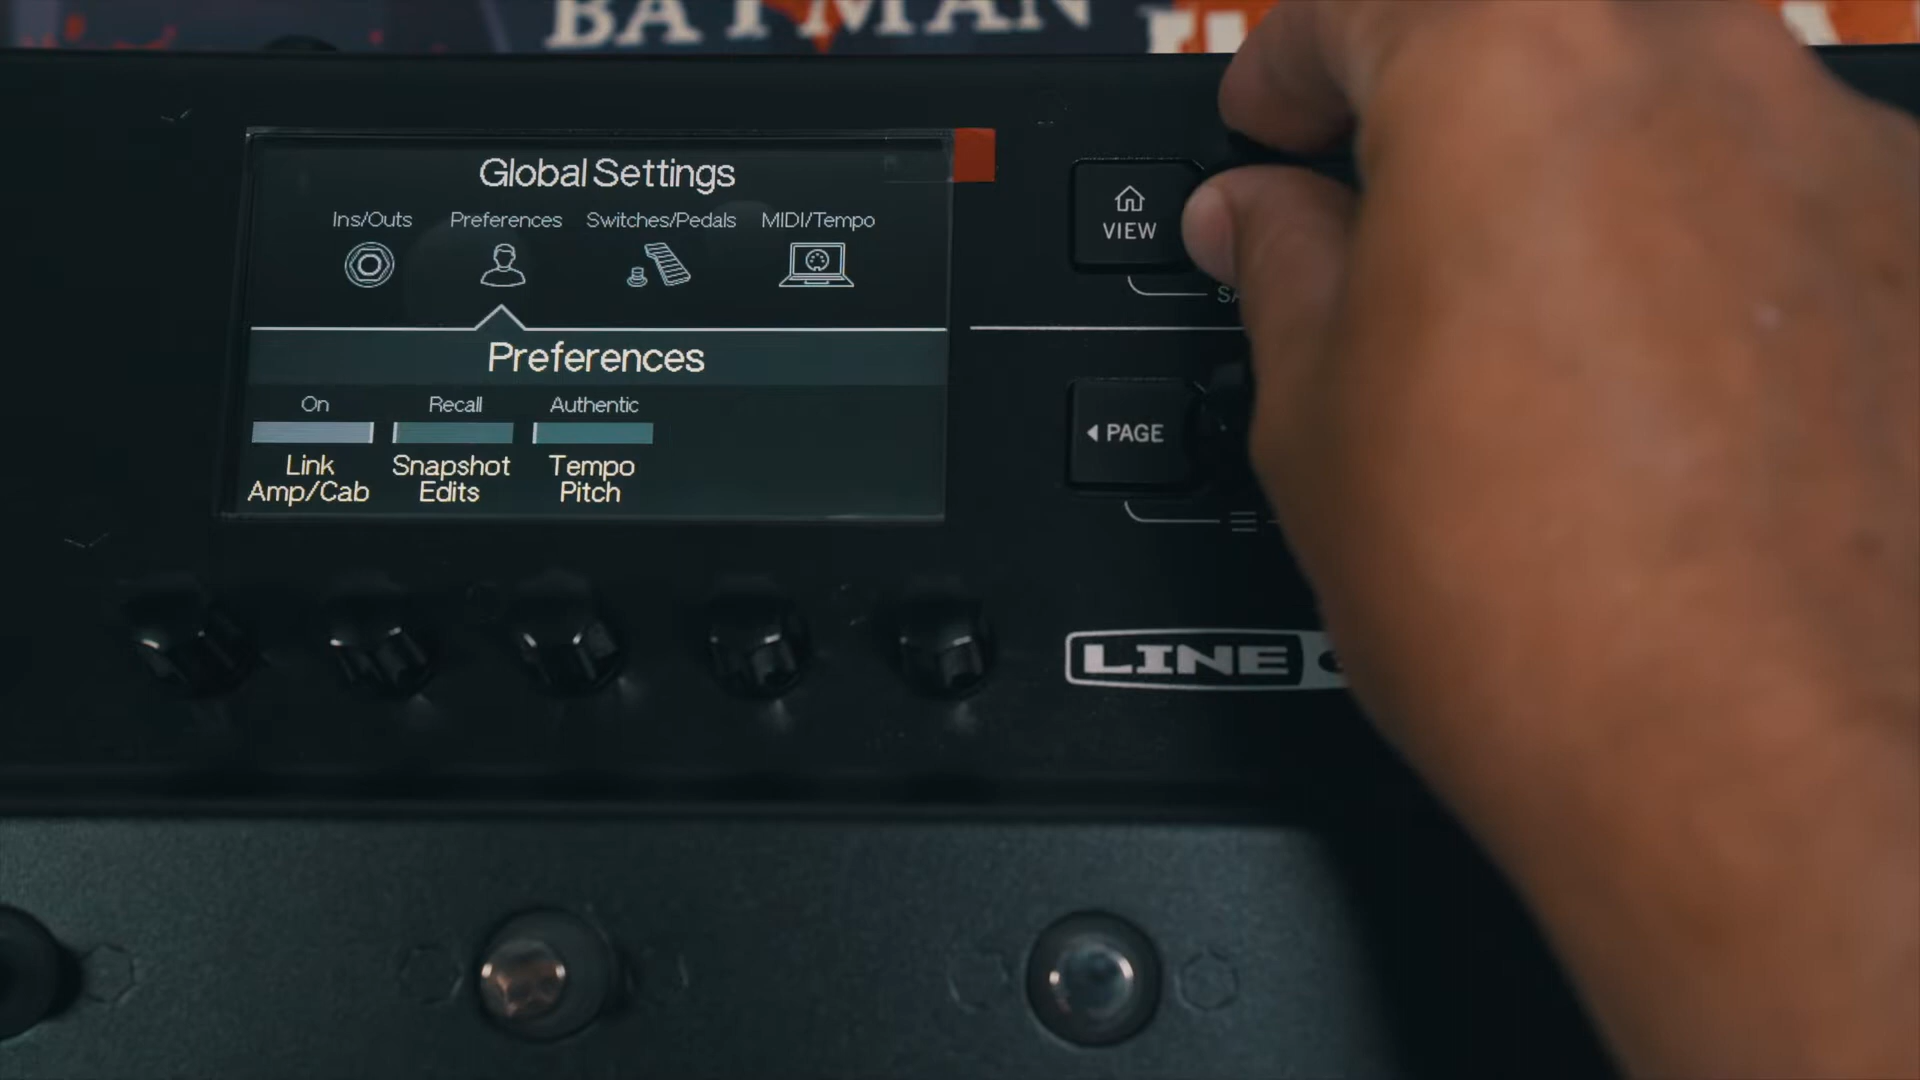 BATMAN
Global Settings
Ins/Outs Preferences Switches/Pedals MIDI/Tempo
Preferences
On Recall Authentic
Link Snapshot Tempo
Amp/Cab Edits Pitch
VIEW
PAGE
LINE